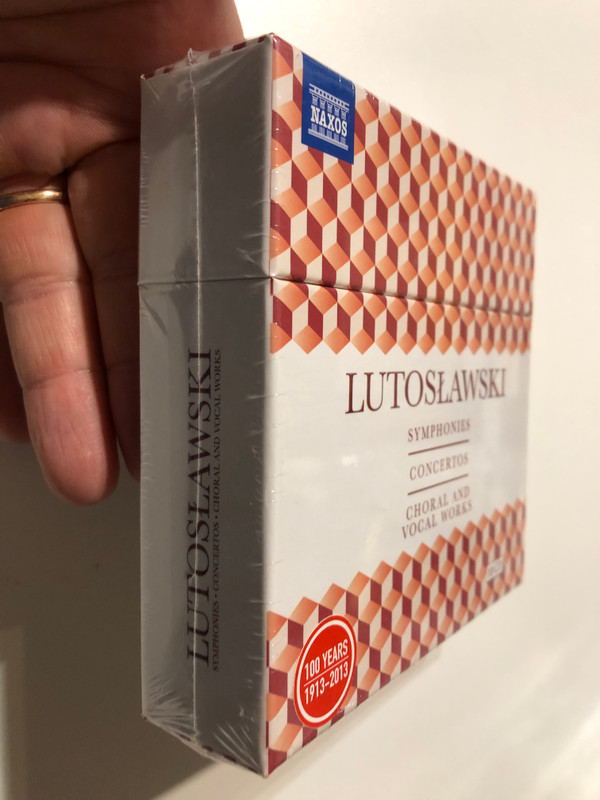 NAXOS
LUTOSŁAWSKI
SYMPHONIES
CONCERTOS
CHORAL AND
VOCAL WORKS
100 YEARS
1913–2013
LUTOSŁAWSKI
SYMPHONIES • CONCERTOS • CHORAL AND VOCAL WORKS